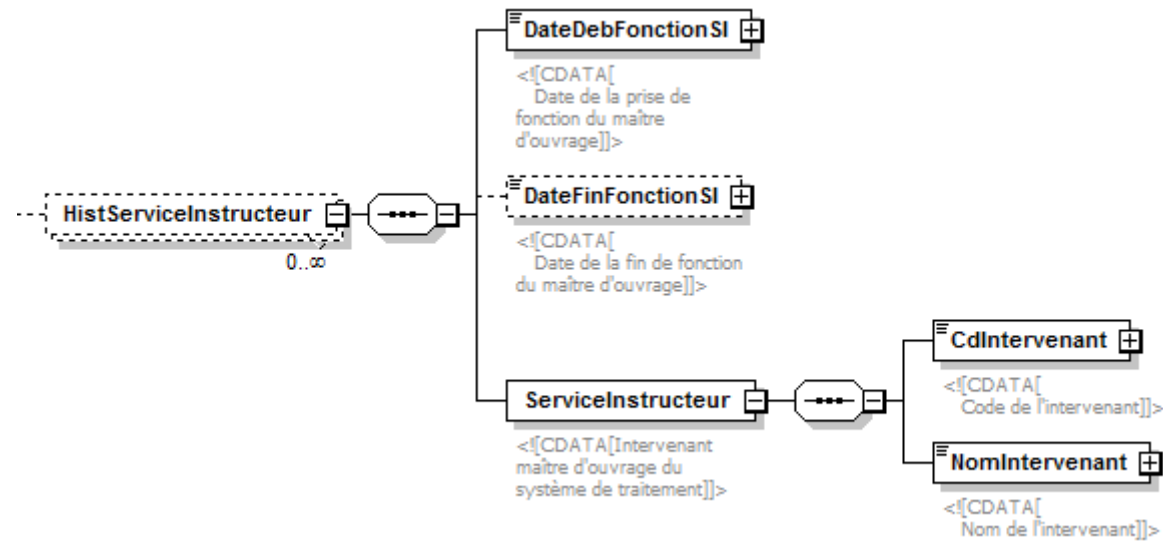 DateDebFonctionSI
<![CDATA[
Date de la prise de
fonction du maître
d'ouvrage]]>
DateFinFonctionSI
<![CDATA[
Date de la fin de fonction
du maître d'ouvrage]]>
HistServiceInstructeur
0..∞
ServiceInstructeur
<![CDATA[Intervenant
maître d'ouvrage du
système de traitement]]>
CdIntervenant
<![CDATA[
Code de l'intervenant]]>
NomIntervenant
<![CDATA[
Nom de l'intervenant]]>